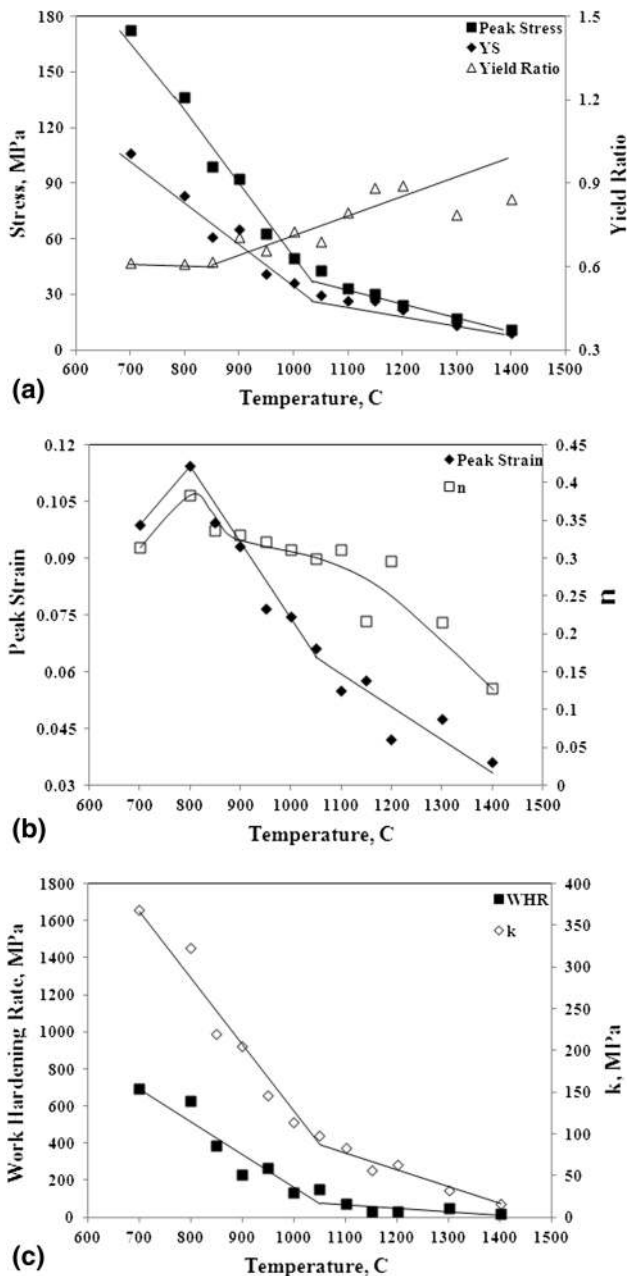 180
150
120
90
60
30
0
Stress, MPa
1.5
1.2
0.9
0.6
0.3
Yield Ratio
Peak Stress
YS
Yield Ratio
600 700 800 900 1000 1100 1200 1300 1400 1500
Temperature, C
(a)
0.12
0.105
0.09
0.075
0.06
0.045
0.03
Peak Strain
0.45
0.4
0.35
0.3
0.25
0.2
0.15
0.1
0.05
0
n
Peak Strain
n
600 700 800 900 1000 1100 1200 1300 1400 1500
Temperature, C
(b)
1800
1600
1400
1200
1000
800
600
400
200
0
Work Hardening Rate, MPa
400
350
300
250
200
150
100
50
0
k, MPa
WHR
k
600 700 800 900 1000 1100 1200 1300 1400 1500
Temperature, C
(c)